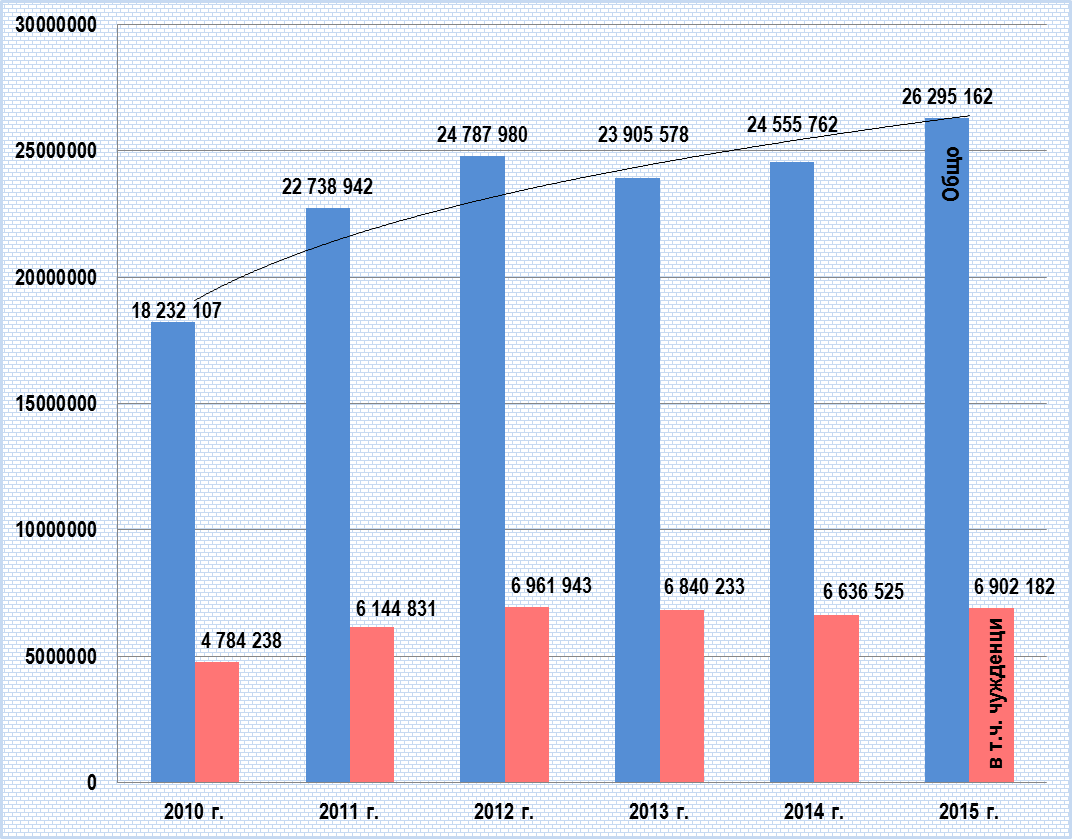 30000000
25000000
20000000
15000000
10000000
5000000
0
18 232 107
22 738 942
24 787 980
23 905 578
24 555 762
26 295 162
4 784 238
6 144 831
6 961 943
6 840 233
6 636 525
6 902 182
Общо
в т.ч. чужденци
2010 г.
2011 г.
2012 г.
2013 г.
2014 г.
2015 г.